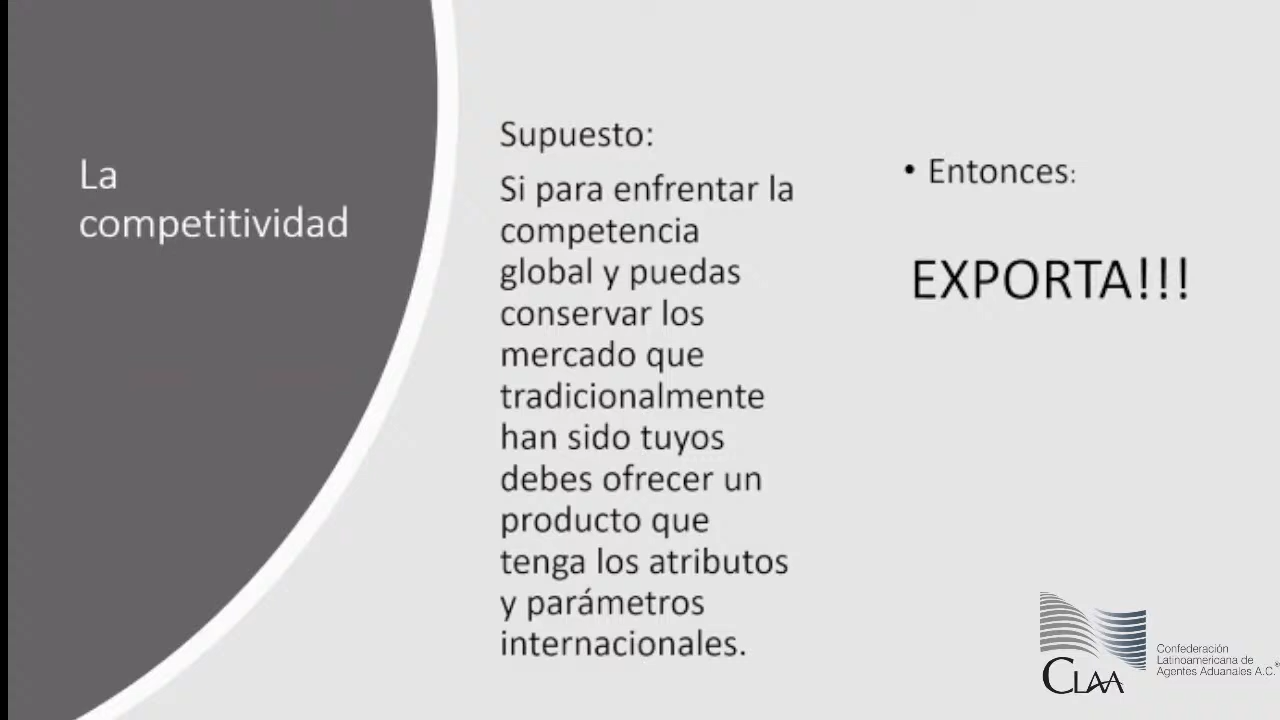 La
competitividad
Supuesto:
Si para enfrentar la
competencia
global y puedas
conservar los
mercado que
tradicionalmente
han sido tuyos
debes ofrecer un
producto que
tenga los atributos
y parámetros
internacionales.
• Entonces:
EXPORTA!!!
CLAA
Confederación
Latinoamericana de
Agentes Aduanales A.C.®